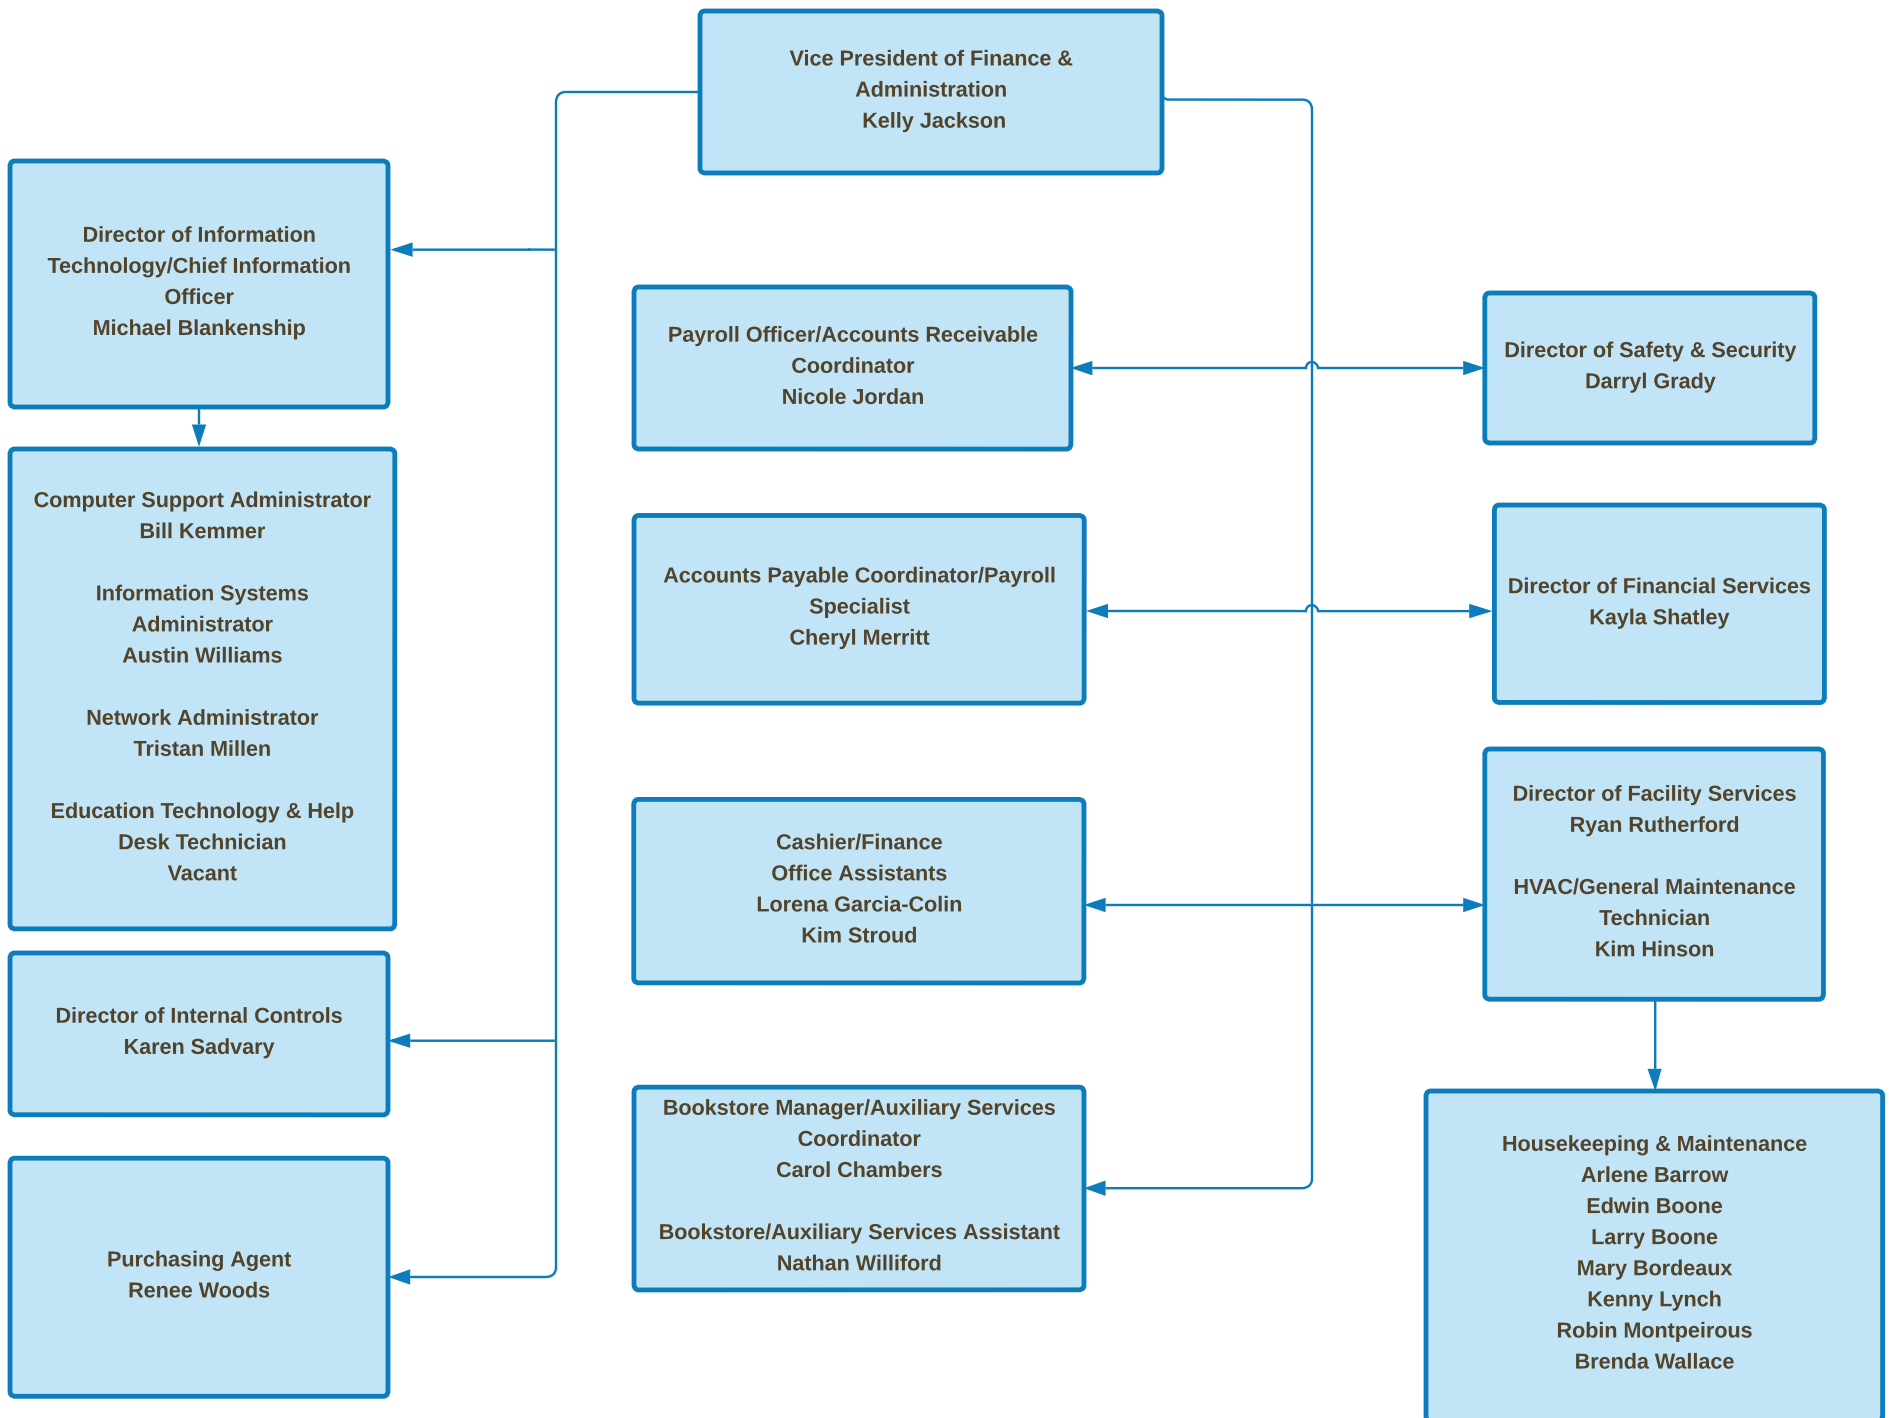 Vice President of Finance &
Administration
Kelly Jackson
Director of Information
Technology/Chief Information
Officer
Michael Blankenship
Payroll Officer/Accounts Receivable
Coordinator
Nicole Jordan
Director of Safety & Security
Darryl Grady
Computer Support Administrator
Bill Kemmer
Information Systems
Administrator
Austin Williams
Network Administrator
Tristan Millen
Education Technology & Help
Desk Technician
Vacant
Accounts Payable Coordinator/Payroll
Specialist
Cheryl Merritt
Director of Financial Services
Kayla Shatley
Cashier/Finance
Office Assistants
Lorena Garcia-Colin
Kim Stroud
Director of Facility Services
Ryan Rutherford
HVAC/General Maintenance
Technician
Kim Hinson
Director of Internal Controls
Karen Sadvary
Bookstore Manager/Auxiliary Services
Coordinator
Carol Chambers
Bookstore/Auxiliary Services Assistant
Nathan Williford
Housekeeping & Maintenance
Arlene Barrow
Edwin Boone
Larry Boone
Mary Bordeaux
Kenny Lynch
Robin Montpeirous
Brenda Wallace
Purchasing Agent
Renee Woods